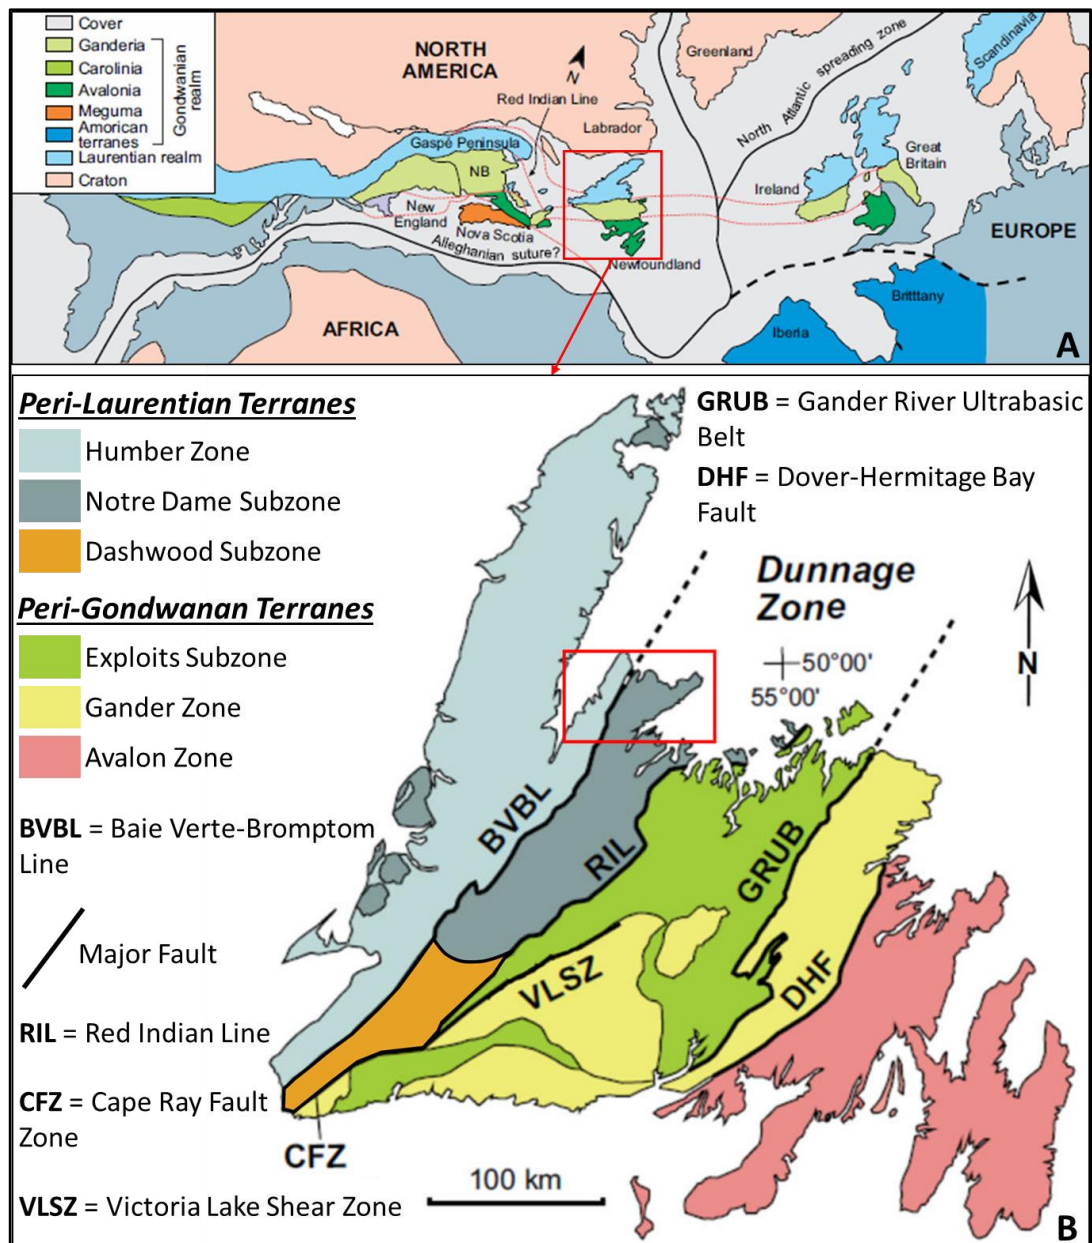 Cover
Ganderia
Carolinia
Avalonia
Meguma
Amorican
terranes
Laurentian realm
Craton
Gondwanian
realm
NORTH
AMERICA
N
Red Indian Line
Labrador
Greenland
North Atlantic spreading zone
Scandinavia
Gaspé Peninsula
NB
New
England
Nova Scotia
Alleghanian suture?
Newfoundland
Ireland
Great
Britain
EUROPE
AFRICA
Iberia
Britttany
A
Peri-Laurentian Terranes
Humber Zone
Notre Dame Subzone
Dashwood Subzone
Peri-Gondwanan Terranes
Exploits Subzone
Gander Zone
Avalon Zone
BVBL = Baie Verte-Bromptom
Line
Major Fault
RIL = Red Indian Line
CFZ = Cape Ray Fault
Zone
VLSZ = Victoria Lake Shear Zone
GRUB = Gander River Ultrabasic
Belt
DHF = Dover-Hermitage Bay
Fault
Dunnage
Zone
50°00'
55°00'
N
BVBL
RIL
GRUB
VLSZ
DHF
CFZ
100 km
B